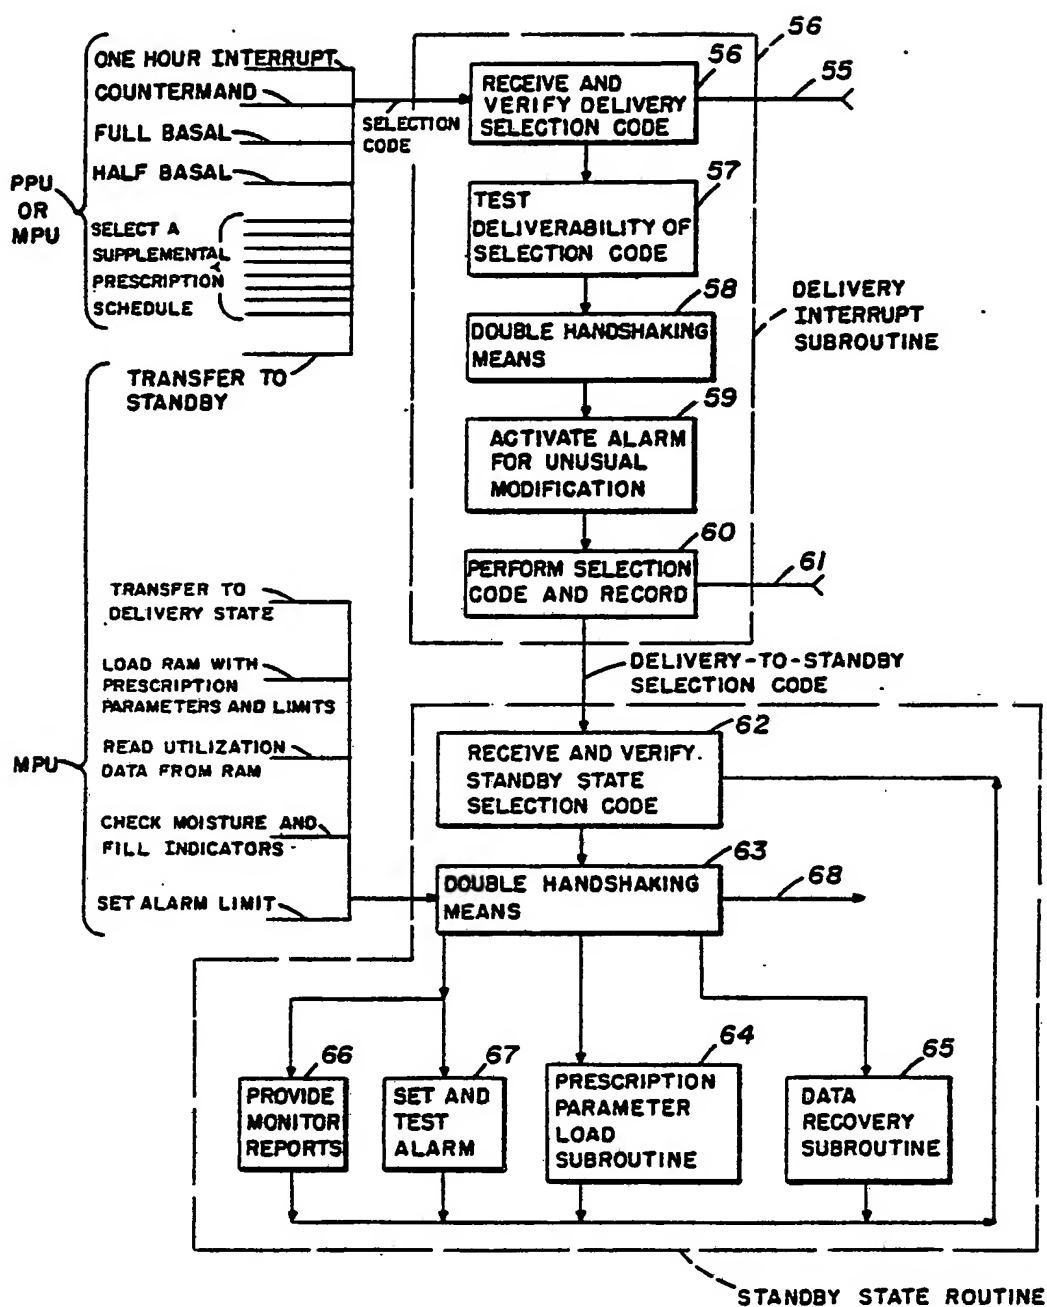 ONE HOUR INTERRUPT
COUNTERMAND
FULL BASAL
HALF BASAL
PPU
OR
MPU
SELECT A
SUPPLEMENTAL
PRESCRIPTION
SCHEDULE
TRANSFER TO
STANDBY
SELECTION
CODE
56
56
RECEIVE AND
VERIFY DELIVERY
SELECTION CODE
55
57
TEST
DELIVERABILITY OF
SELECTION CODE
58
DOUBLE HANDSHAKING
MEANS
DELIVERY
INTERRUPT
SUBROUTINE
59
ACTIVATE ALARM
FOR UNUSUAL
MODIFICATION
60
PERFORM SELECTION
CODE AND RECORD
61
DELIVERY-TO-STANDBY
SELECTION CODE
MPU
TRANSFER TO
DELIVERY STATE
LOAD RAM WITH
PRESCRIPTION
PARAMETERS AND LIMITS
READ UTILIZATION
DATA FROM RAM
CHECK MOISTURE AND
FILL INDICATORS
SET ALARM LIMIT
62
RECEIVE AND VERIFY
STANDBY STATE
SELECTION CODE
63
DOUBLE HANDSHAKING
MEANS
68
66
PROVIDE
MONITOR
REPORTS
67
SET AND
TEST
ALARM
64
PRESCRIPTION
PARAMETER
LOAD
SUBROUTINE
65
DATA
RECOVERY
SUBROUTINE
STANDBY STATE ROUTINE